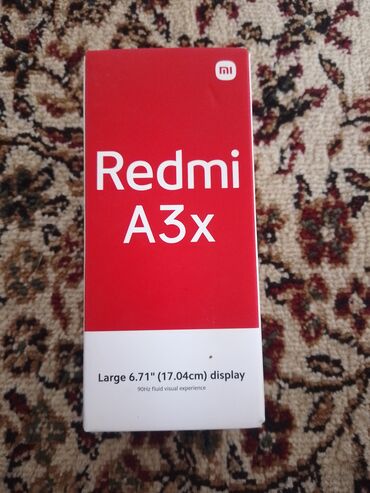 mi
Redmi
A3x
Large 6.71" (17.04cm) display
90Hz fluid visual experience